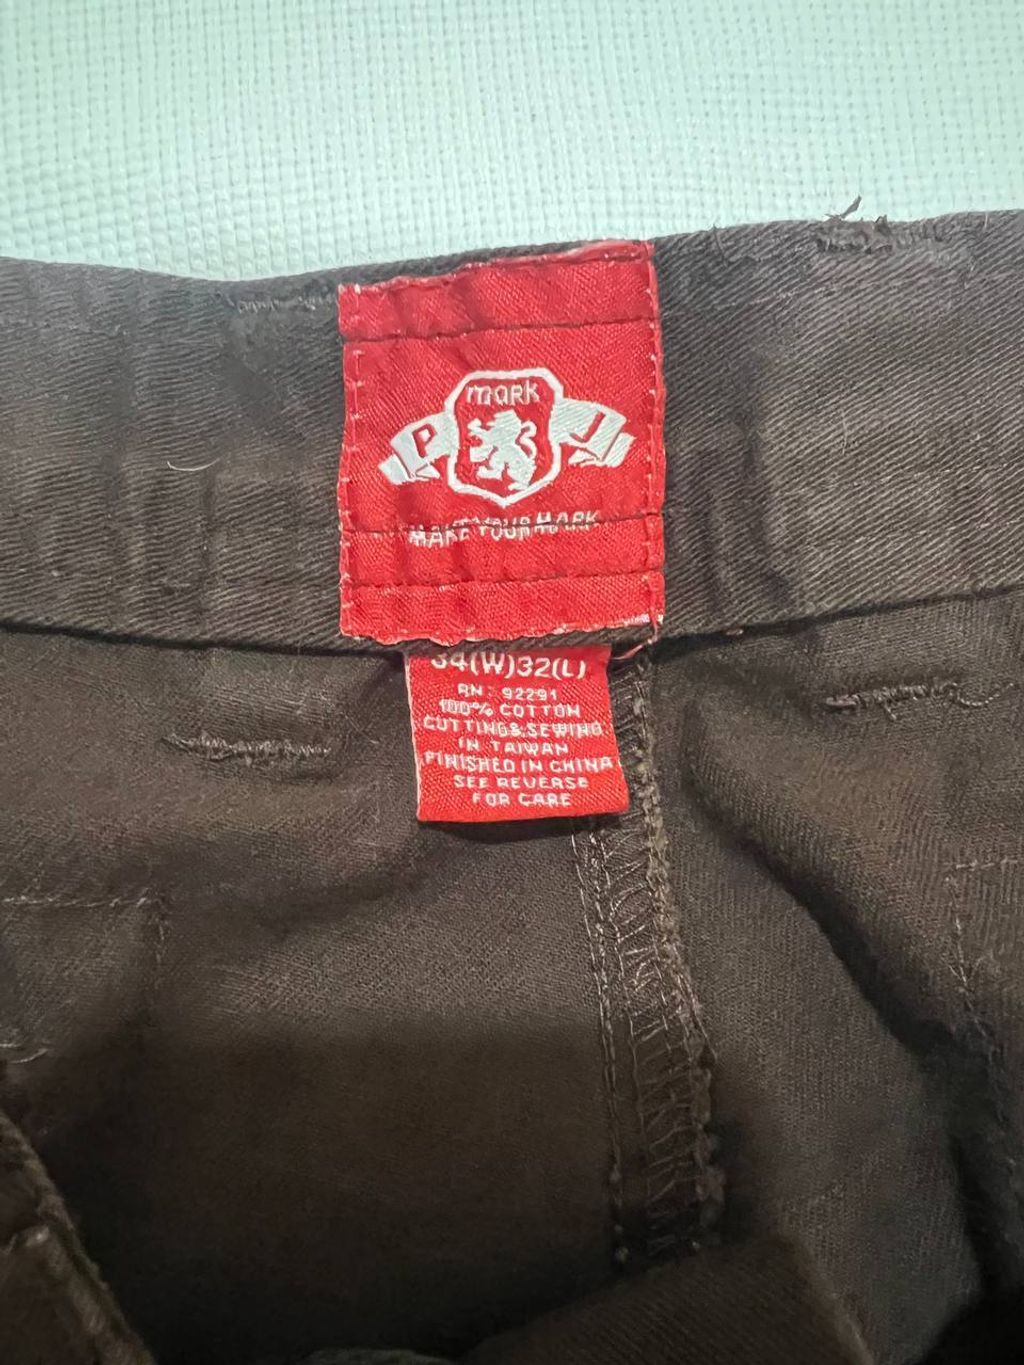 mark
P J
MAKE YOUR MARK
34(W)32(L)
RN: 92291
100% COTTON
CUTTING&SEWING
IN TAIWAN
FINISHED IN CHINA
SEE REVERSE
FOR CARE